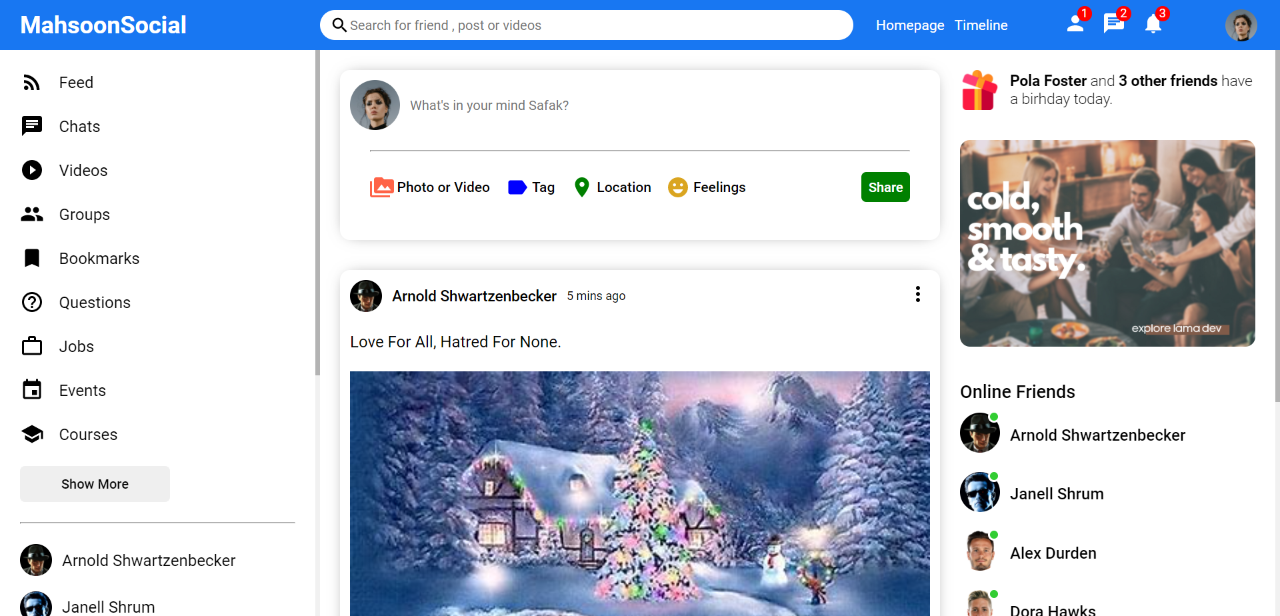 MahsoonSocial
Search for friend , post or videos
Homepage Timeline
1
2
3
Feed
Chats
Videos
Groups
Bookmarks
Questions
Jobs
Events
Courses
Show More
Arnold Shwartzenbecker
Janell Shrum
What's in your mind Safak?
Photo or Video
Tag
Location
Feelings
Share
Arnold Shwartzenbecker 5 mins ago
Love For All, Hatred For None.
Pola Foster and 3 other friends have
a birhday today.
cold,
smooth
& tasty.
explore lama dev
Online Friends
Arnold Shwartzenbecker
Janell Shrum
Alex Durden
Dora Hawks